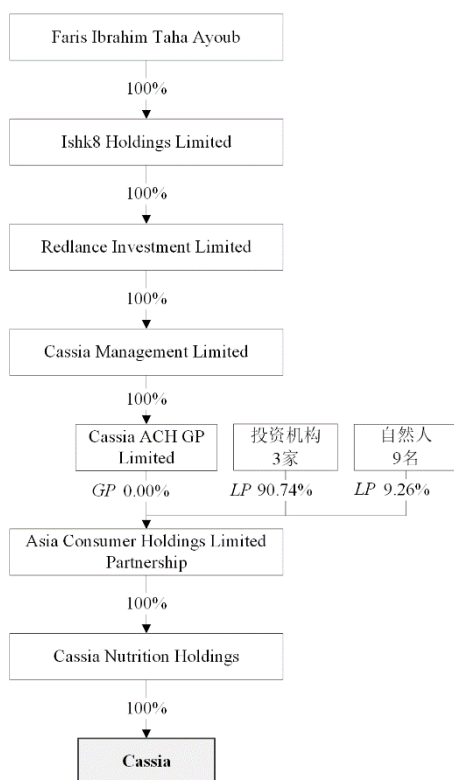 Faris Ibrahim Taha Ayoub
100%
Ishk8 Holdings Limited
100%
Redlance Investment Limited
100%
Cassia Management Limited
100%
Cassia ACH GP
Limited
投资机构
3家
自然人
9名
GP 0.00%
LP 90.74%
LP 9.26%
Asia Consumer Holdings Limited
Partnership
100%
Cassia Nutrition Holdings
100%
Cassia